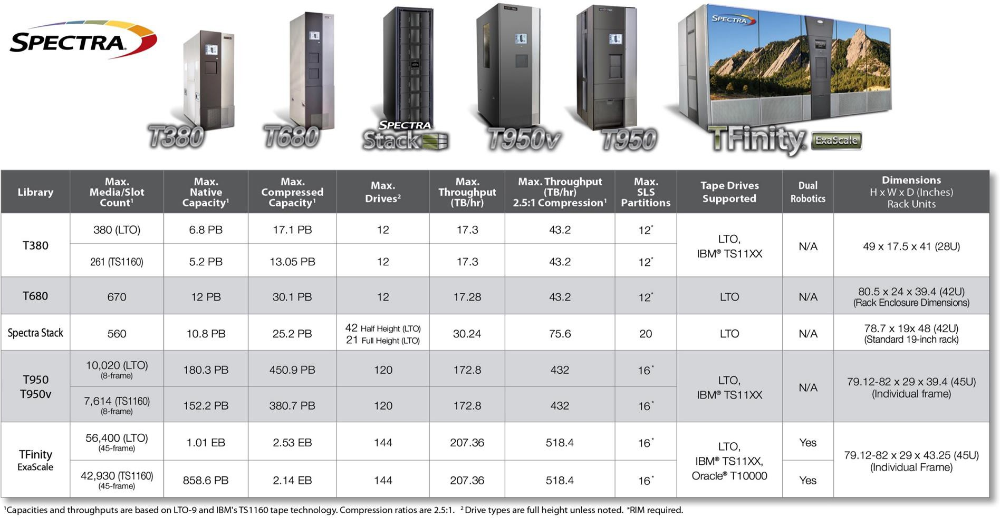 SPECTRA®
SPECTRA
T380
T680
SPECTRA
Stack
T950v
T950
TFinity®
ExaScale
Library
Max.
Media/Slot
Count¹
Max.
Native
Capacity¹
Max.
Compressed
Capacity¹
Max.
Drives²
Max.
Throughput
(TB/hr)
Max. Throughput
(TB/hr)
2.5:1 Compression¹
Max.
SLS
Partitions
Tape Drives
Supported
Dual
Robotics
Dimensions
H x W x D (Inches)
Rack Units
T380
380 (LTO)
6.8 PB
17.1 PB
12
17.3
43.2
12*
261 (TS1160)
5.2 PB
13.05 PB
12
17.3
43.2
12*
LTO,
IBM® TS11XX
N/A
49 x 17.5 x 41 (28U)
T680
670
12 PB
30.1 PB
12
17.28
43.2
12*
LTO
N/A
80.5 x 24 x 39.4 (42U)
(Rack Enclosure Dimensions)
Spectra Stack
560
10.8 PB
25.2 PB
42 Half Height (LTO)
21 Full Height (LTO)
30.24
75.6
20
LTO
N/A
78.7 x 19x 48 (42U)
(Standard 19-inch rack)
T950
T950v
10,020 (LTO)
(8-frame)
180.3 PB
450.9 PB
120
172.8
432
16*
7,614 (TS1160)
(8-frame)
152.2 PB
380.7 PB
120
172.8
432
16*
LTO,
IBM® TS11XX
N/A
79.12-82 x 29 x 39.4 (45U)
(Individual frame)
TFinity
ExaScale
56,400 (LTO)
(45-frame)
1.01 EB
2.53 EB
144
207.36
518.4
16*
Yes
42,930 (TS1160)
(45-frame)
858.6 PB
2.14 EB
144
207.36
518.4
16*
Yes
LTO,
IBM® TS11XX,
Oracle® T10000
79.12-82 x 29 x 43.25 (45U)
(Individual Frame)
¹Capacities and throughputs are based on LTO-9 and IBM's TS1160 tape technology. Compression ratios are 2.5:1. ² Drive types are full height unless noted. *RIM required.